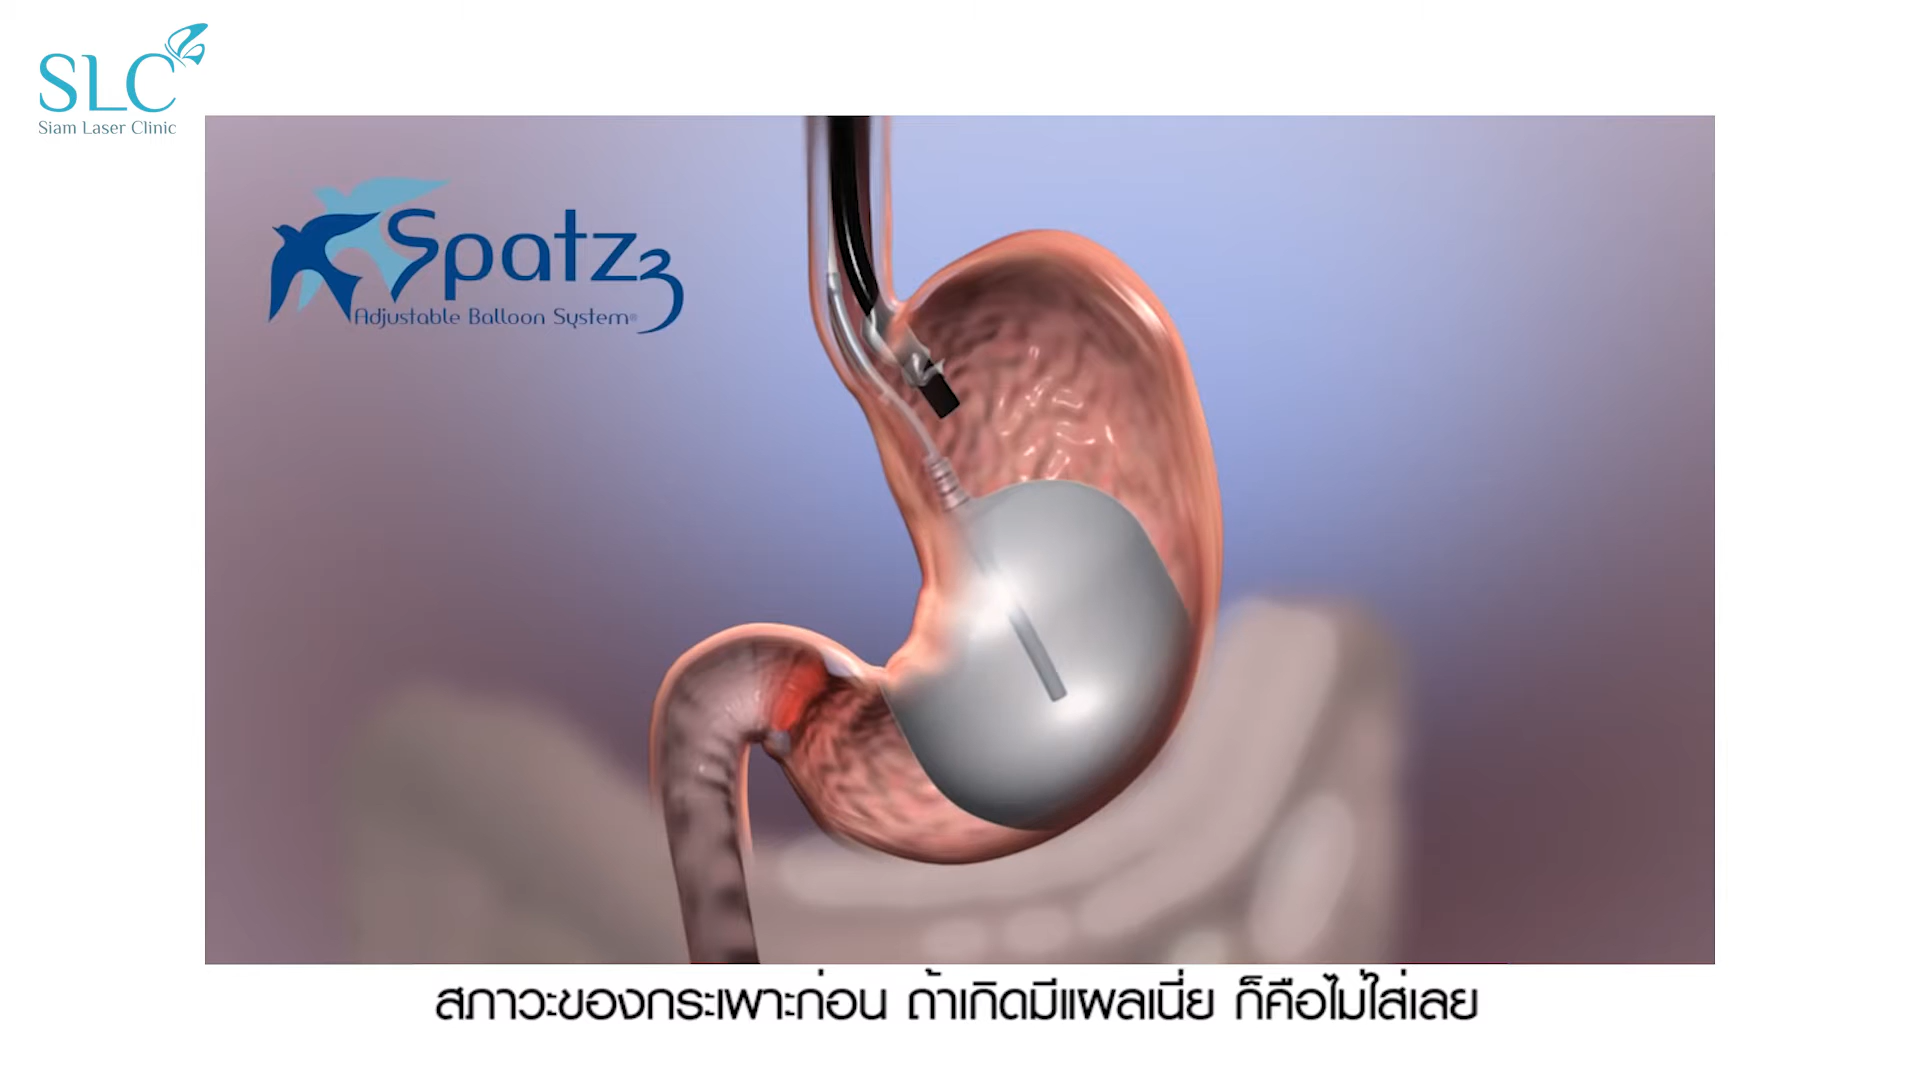 SLC
Siam Laser Clinic
Spatz3
Adjustable Balloon System®
สภาวะของกระเพาะก่อน ถ้าเกิดมีแผลเนี่ย ก็คือไม่ใส่เลย